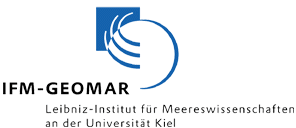 IFM-GEOMAR
Leibniz-Institut für Meereswissenschaften
an der Universität Kiel